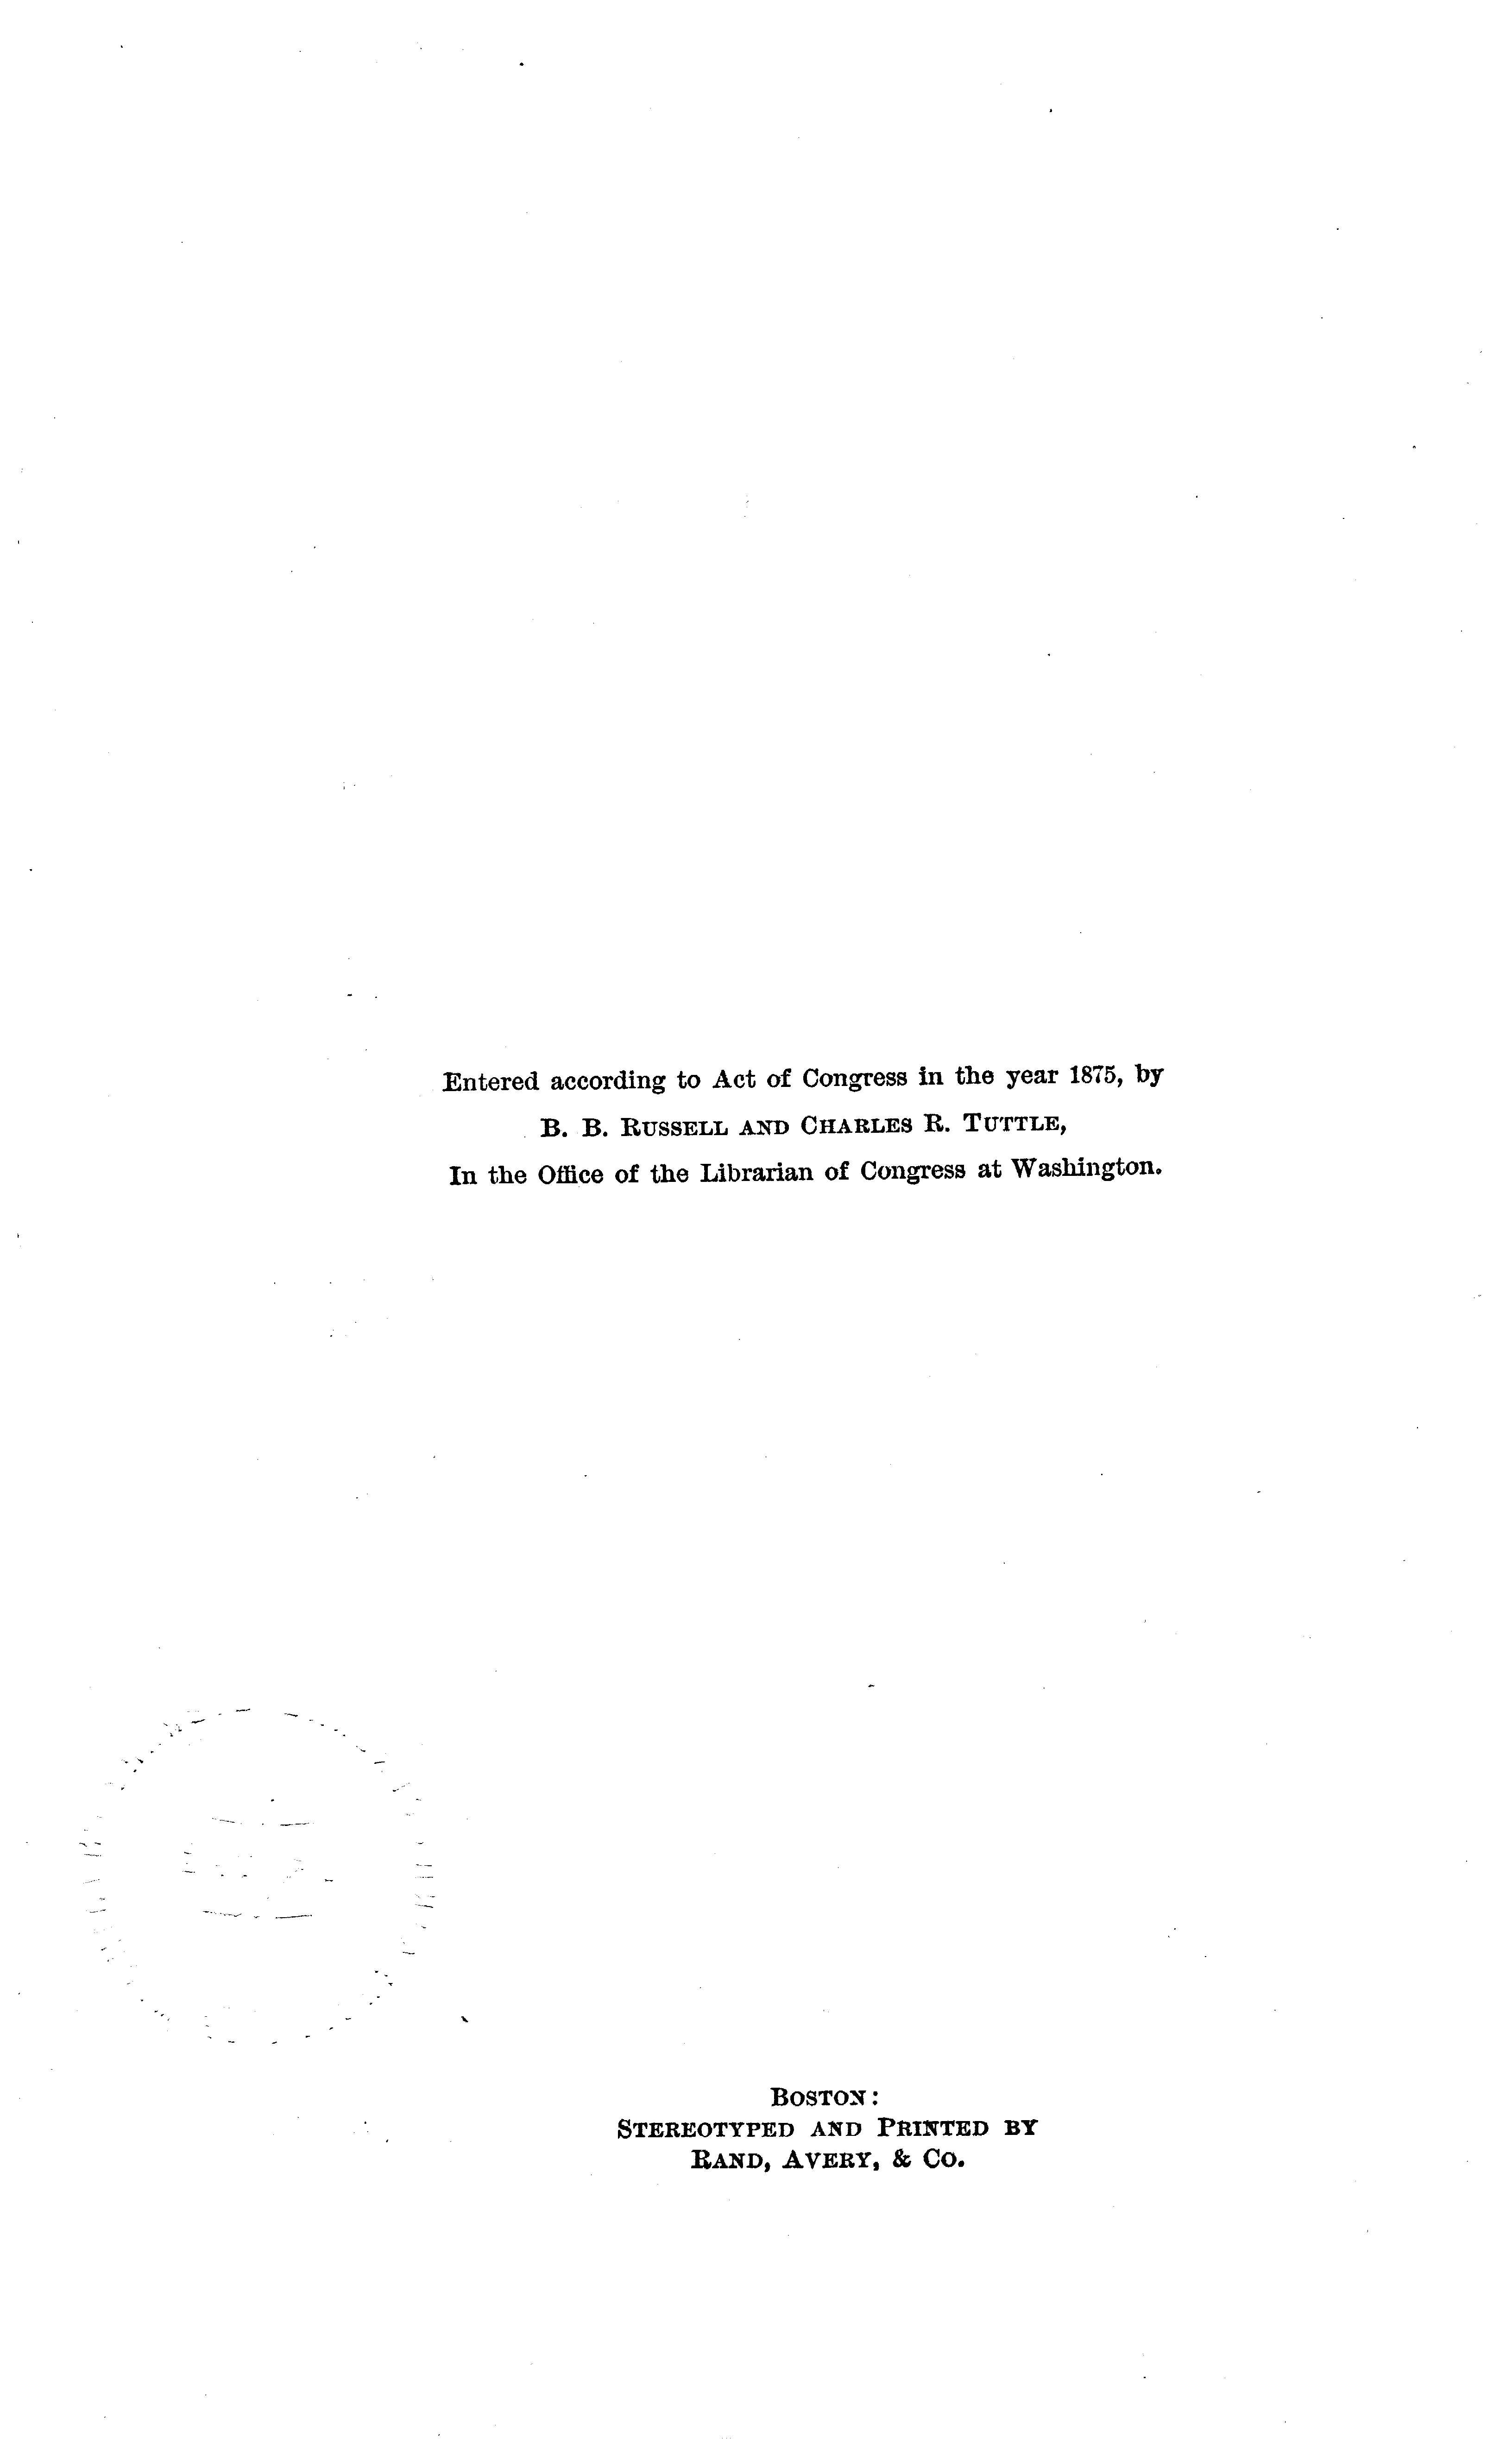 Entered according to Act of Congress in the year 1875, by
B. B. RUSSELL AND CHARLES R. TUTTLE,
In the Office of the Librarian of Congress at Washington.
BOSTON:
STEREOTYPED AND PRINTED BY
RAND, AVERY, & CO.